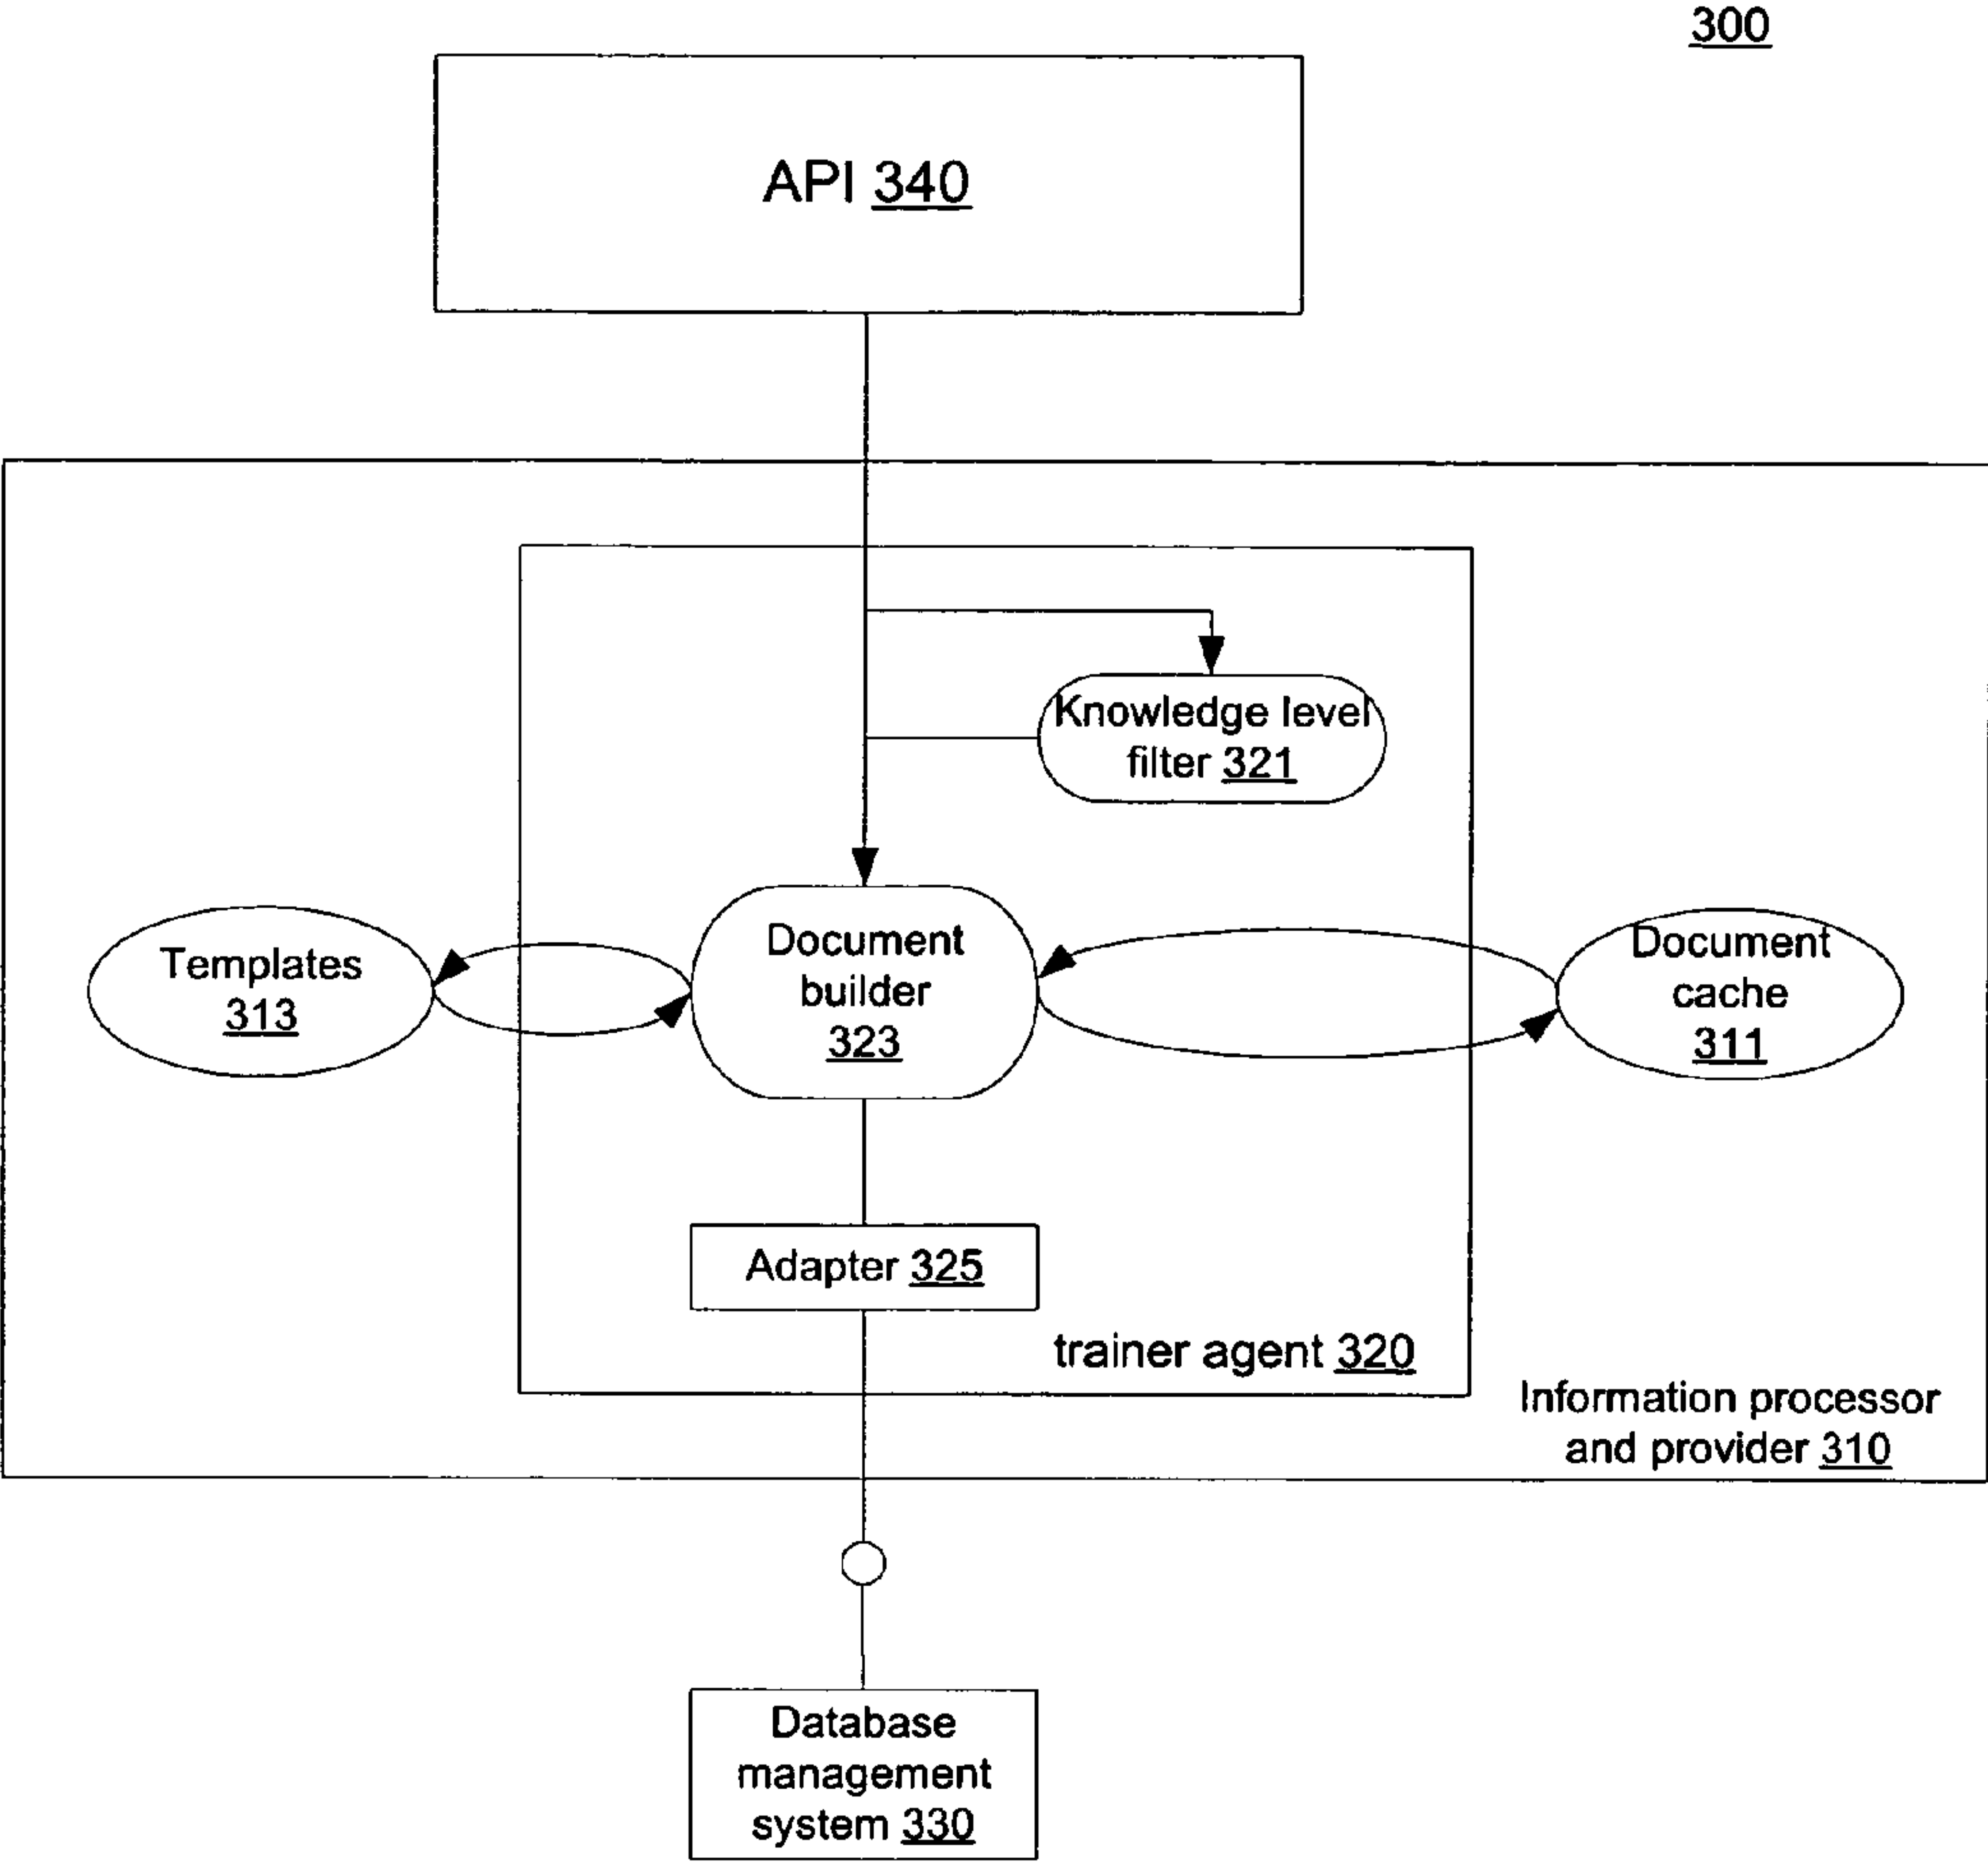 300
API 340
Knowledge level
filter 321
Templates
313
Document
builder
323
Document
cache
311
Adapter 325
trainer agent 320
Information processor
and provider 310
Database
management
system 330